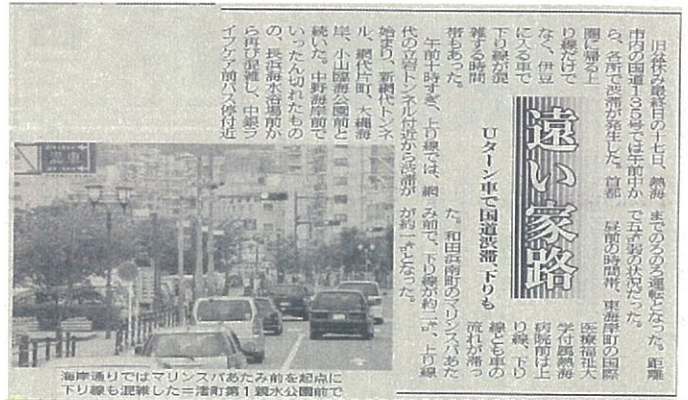 遠い家路
Uターン車で国道渋滞、下りも
旧盆休み最終日の十七日、熱海
市内の国道135号では午前中か
ら、各所で渋滞が発生した。首都
圏に帰る上
り線だけで
なく、伊豆
に入る車で
下り線が混
雑する時間
帯もあった。
午前十時すぎ、上り線では、網
代の立岩トンネル付近から渋滞が
始まり、新網代トンネ
ル、網代片町、大縄海
岸、小山臨海公園前と
続いた。中野海岸前で
いったん切れたもの
の、長浜海水浴場前か
ら再び混雑し、中銀ラ
イフケア前バス停付近
までのろのろ運転となった。距離
で五㌔弱の状況だった。
昼前の時間帯、東海岸町の国際
医療福祉大
学付属熱海
病院前は上
り線、下り
線とも車の
流れが滞っ
た。和田浜南町のマリンスパあた
み前で、下り線が約二㌔、上り線
が約一㌔となった。
海岸通りではマリンスパあたみ前を起点に
下り線も混雑した＝渚町第1親水公園前で